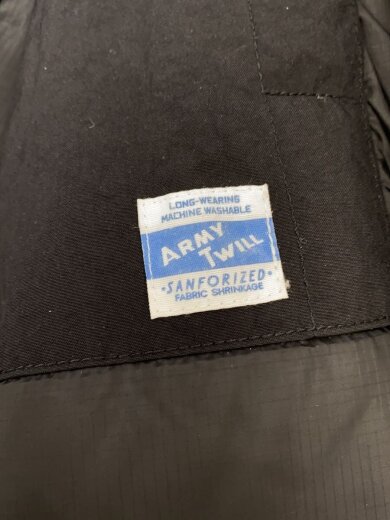 LONG-WEARING
MACHINE WASHABLE
ARMY
TWILL
•SANFORIZED•
FABRIC SHRINKAGE